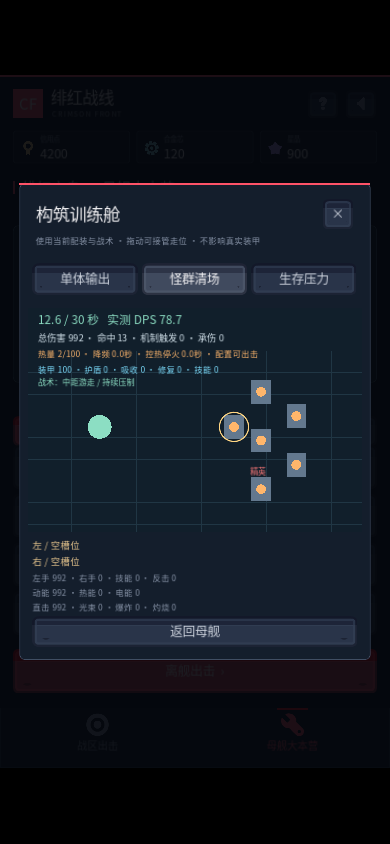 CF 绯红战线
?
4200
120
900
构筑训练舱
×
使用当前配装与战术 · 拖动可接管走位 · 不影响真实装甲
单体输出
怪群清场
生存压力
12.6 / 30 秒 实测 DPS 78.7
总伤害 992 · 命中 13 · 机制触发 0 · 承伤 0
热量 2/100 · 降频 0.0秒 · 控热停火 0.0秒 · 配置可出击
装甲 100 · 护盾 0 · 吸收 0 · 修复 0 · 技能 0
战术：中距游走 / 持续压制
精英
左 / 空槽位
右 / 空槽位
左手 992 · 右手 0 · 技能 0 · 反击 0
动能 992 · 热能 0 · 电能 0
直击 992 · 光束 0 · 爆炸 0 · 灼烧 0
返回母舰